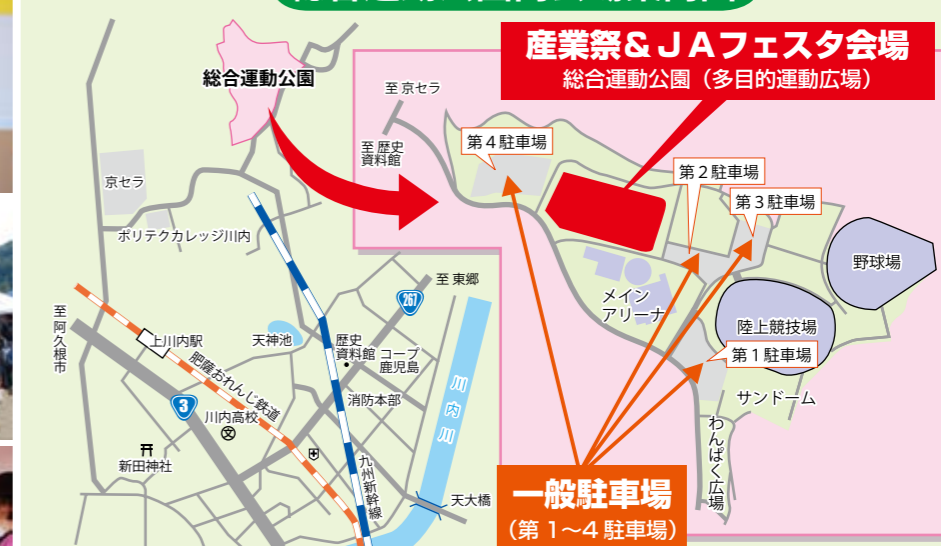 産業祭&JAフェスタ会場
総合運動公園（多目的運動広場）
総合運動公園
至 京セラ
至 歴史
資料館
第４駐車場
第２駐車場
第３駐車場
京セラ
ポリテクカレッジ川内
野球場
メイン
アリーナ
陸上競技場
第１駐車場
サンドーム
わんぱく広場
至 東郷
267
至 阿久根市
上川内駅
天神池
歴史
資料館
コープ
鹿児島
肥薩おれんじ鉄道
消防本部
川内川
3
川内高校
文
新田神社
九州新幹線
天大橋
一般駐車場
（第１〜４駐車場）